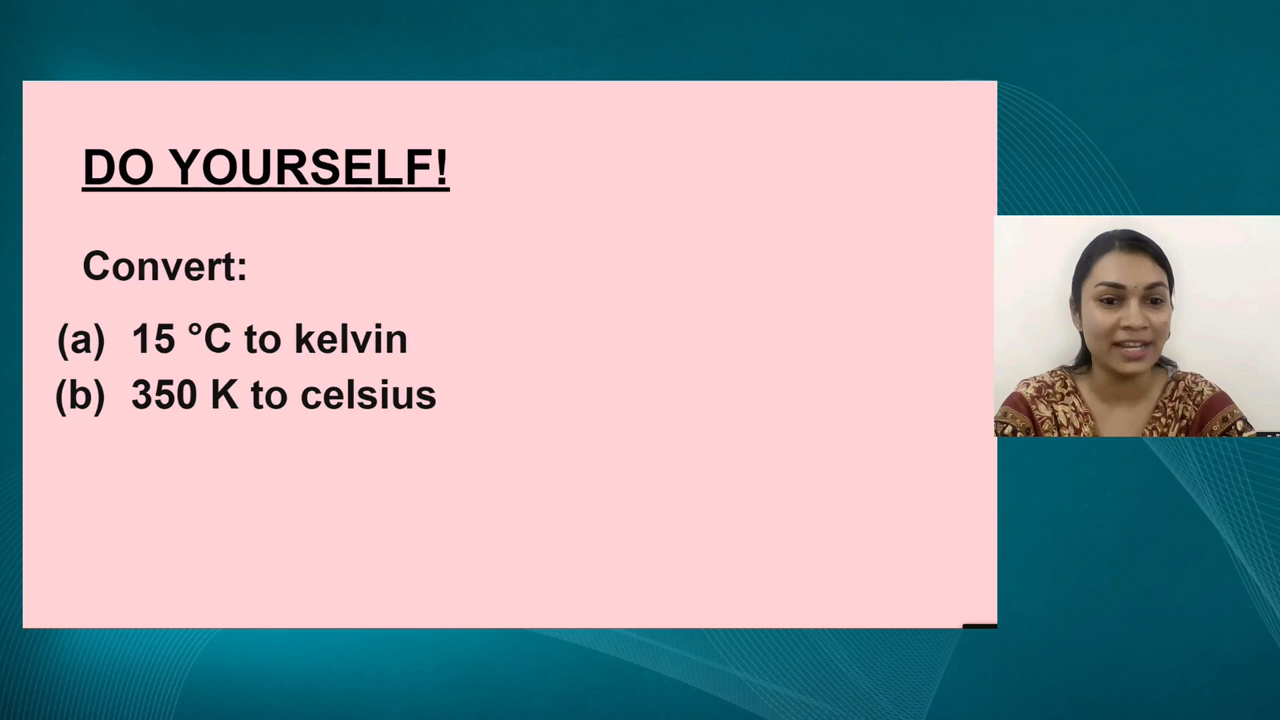 DO YOURSELF!
Convert:
(a) 15 °C to kelvin
(b) 350 K to celsius